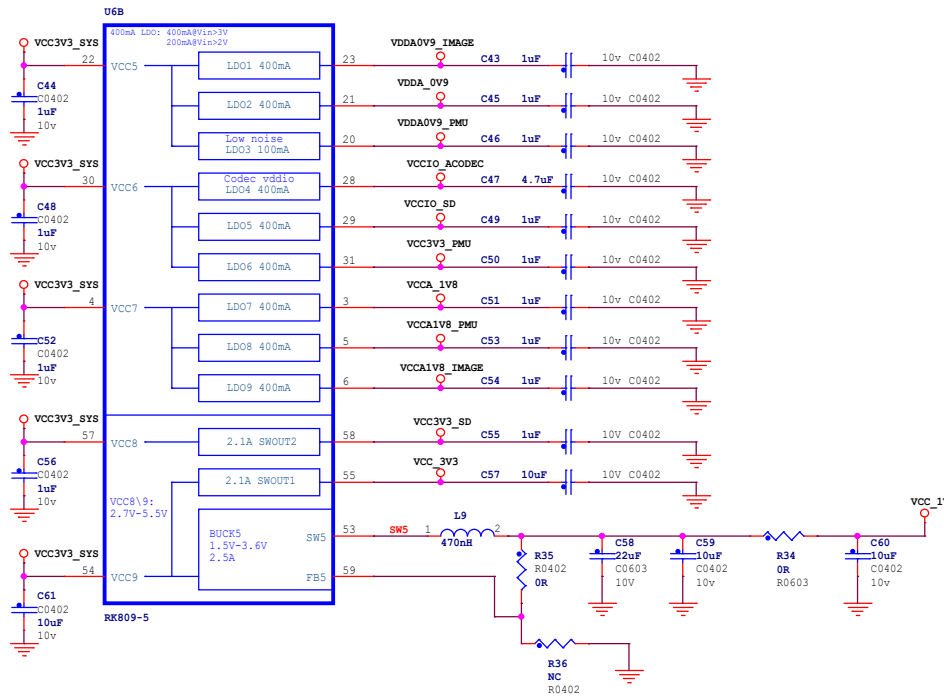 U6B
400mA LDO: 400mA@Vin>3V
200mA@Vin>2V
VCC3V3_SYS
22
VCC5
C44
C0402
1uF
10v
LDO1 400mA
23
VDDA0V9_IMAGE
C43
1uF
10v C0402
LDO2 400mA
21
VDDA_0V9
C45
1uF
10v C0402
Low noise
LDO3 100mA
20
VDDA0V9_PMU
C46
1uF
10v C0402
VCC3V3_SYS
30
VCC6
C48
C0402
1uF
10v
Codec vddio
LDO4 400mA
28
VCCIO_ACODEC
C47
4.7uF
10v C0402
LDO5 400mA
29
VCCIO_SD
C49
1uF
10v C0402
LDO6 400mA
31
VCC3V3_PMU
C50
1uF
10v C0402
VCC3V3_SYS
4
VCC7
C52
C0402
1uF
10v
LDO7 400mA
3
VCCA_1V8
C51
1uF
10v C0402
LDO8 400mA
5
VCCA1V8_PMU
C53
1uF
10v C0402
LDO9 400mA
6
VCCA1V8_IMAGE
C54
1uF
10v C0402
VCC3V3_SYS
57
VCC8
C56
C0402
1uF
10v
2.1A SWOUT2
58
VCC3V3_SD
C55
1uF
10V C0402
2.1A SWOUT1
55
VCC_3V3
C57
10uF
10V C0402
VCC8\9:
2.7V-5.5V
VCC3V3_SYS
54
VCC9
C61
C0402
10uF
10v
BUCK5
1.5V-3.6V
2.5A
SW5
53
SW5
FB5
59
RK809-5
L9
1
2
470nH
R35
R0402
0R
C58
22uF
C0603
10V
C59
10uF
C0402
10v
R34
0R
R0603
C60
10uF
C0402
10v
R36
NC
R0402